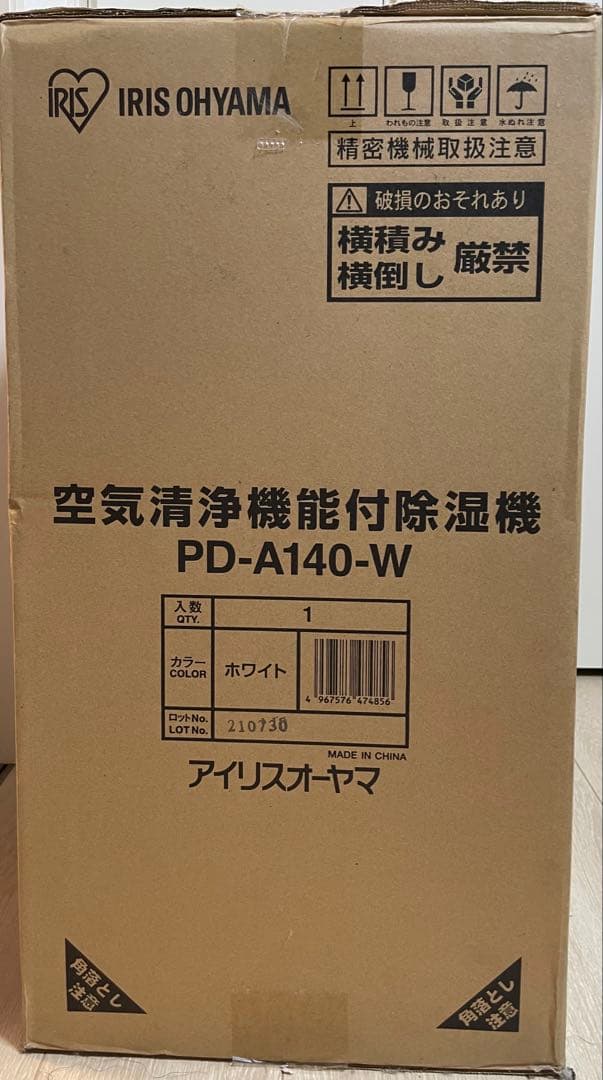 IRIS IRIS OHYAMA
上 われもの注意 取扱注意 水ぬれ注意
精密機械取扱注意
破損のおそれあり
横積み
横倒し 厳禁
空気清浄機能付除湿機
PD-A140-W
入数 1
QTY.
カラー ホワイト
COLOR
4 967576 474856
ロットNo.
LOT No.
MADE IN CHINA
アイリスオーヤマ
角落とし
注意
角落とし
注意